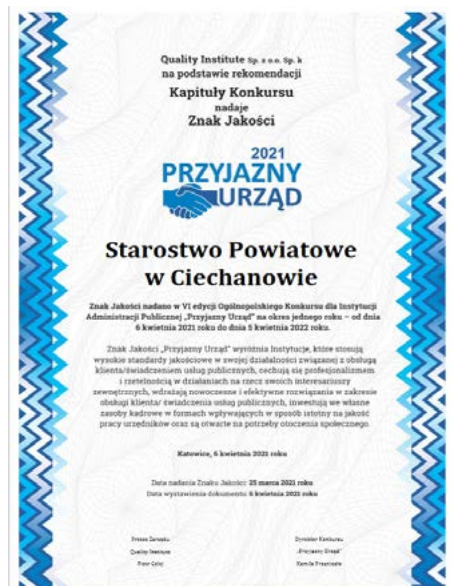 Quality Institute Sp. z o.o. Sp. k
na podstawie rekomendacji
Kapituły Konkursu
nadaje
Znak Jakości
2021
PRZYJAZNY
URZĄD
Starostwo Powiatowe
w Ciechanowie
Znak Jakości nadano w VI edycji Ogólnopolskiego Konkursu dla Instytucji
Administracji Publicznej „Przyjazny Urząd” na okres jednego roku – od dnia
6 kwietnia 2021 roku do dnia 5 kwietnia 2022 roku.
Znak Jakości „Przyjazny Urząd” wyróżnia Instytucje, które stosują
wysokie standardy jakościowe w swojej działalności związanej z obsługą
klienta/świadczeniem usług publicznych, cechują się profesjonalizmem
i rzetelnością w działaniach na rzecz swoich interesariuszy
zewnętrznych, wdrażają nowoczesne i efektywne rozwiązania w zakresie
obsługi klienta/ świadczenia usług publicznych, inwestują we własne
zasoby kadrowe w formach wpływających w sposób istotny na jakość
pracy urzędników oraz są otwarte na potrzeby otoczenia społecznego.
Katowice, 6 kwietnia 2021 roku
Data nadania Znaku Jakości: 25 marca 2021 roku
Data wystawienia dokumentu: 6 kwietnia 2021 roku
Prezes Zarządu
Dyrektor Konkursu
Quality Institute
„Przyjazny Urząd”
Piotr
Kamila